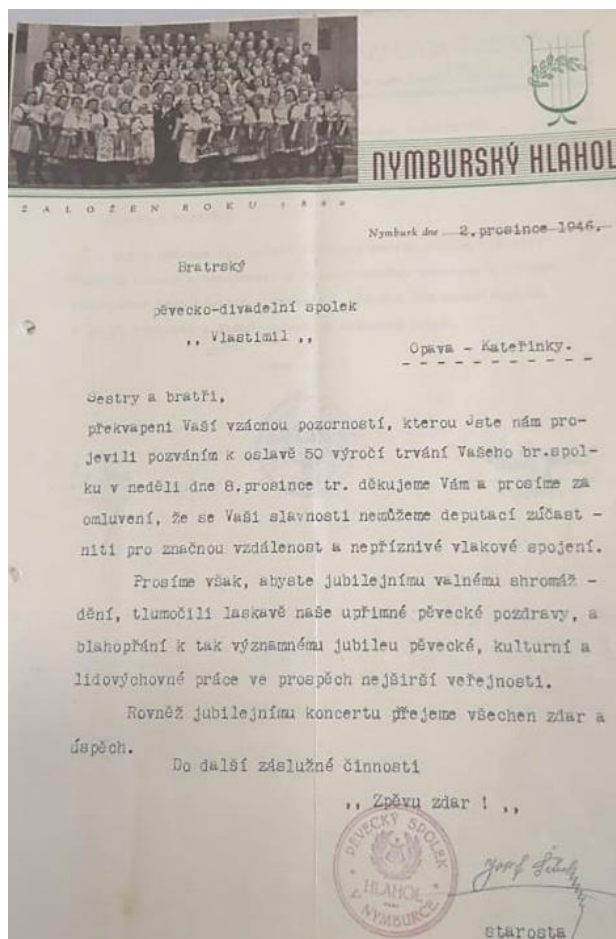 NYMBURSKÝ HLAHOL
ZALOŽEN ROKU
Nymburk dne 2.prosince 1946.
Bratrský
pěvecko-divadelní spolek
,, Vlastimil ,,
Opava - Kateřinky.
Sestry a bratři,
překvapeni Vaší vzácnou pozorností, kterou Jste nám pro-
jevili pozváním k oslavě 50 výročí trvání Vašeho br.spol-
ku v neděli dne 8.prosince tr. děkujeme Vám a prosíme za
omluvení, že se Vaší slavnosti nemůžeme deputací zúčast -
niti pro značnou vzdálenost a nepříznivé vlakové spojení.
Prosíme však, abyste jubilejnímu valnému shromáž -
dění, tlumočili laskavě naše upřímné pěvecké pozdravy, a
blahopřání k tak významnému jubileu pěvecké, kulturní a
lidovýchovné práce ve prospěch nejširší veřejnosti.
Rovněž jubilejnímu koncertu přejeme všechen zdar a
úspěch.
Do další záslužné činnosti
,, Zpěvu zdar ! ,,
PĚVECKÝ SPOLEK
HLAHOL
V NYMBURCE
Josef
starosta